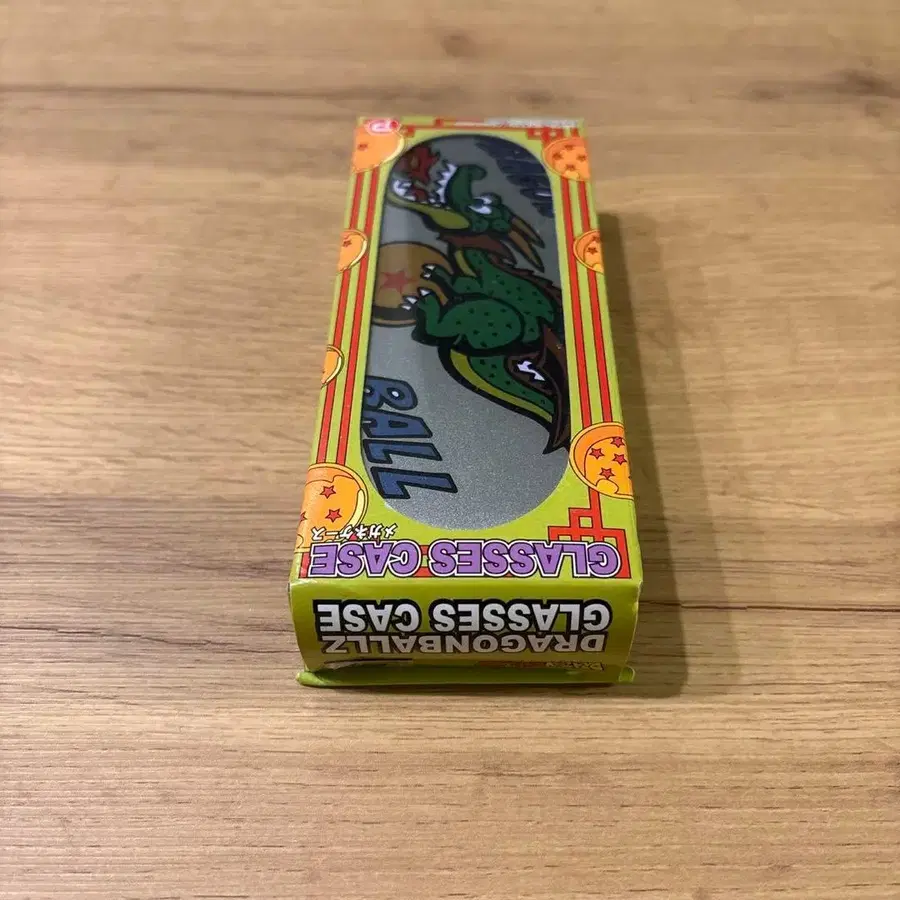 BALL
GLASSES CASE
メガネケース
DRAGONBALLZ
GLASSES CASE